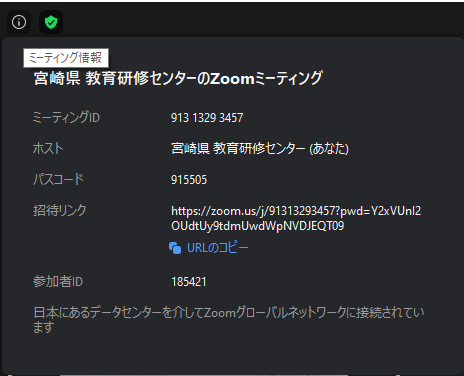 ミーティング情報
宮崎県 教育研修センターのZoomミーティング
ミーティングID 913 1329 3457
ホスト 宮崎県 教育研修センター (あなた)
パスコード 915505
招待リンク https://zoom.us/j/91313293457?pwd=Y2xVUnl2
OUdtUy9tdmUwdWpNVDJEQT09
URLのコピー
参加者ID 185421
日本にあるデータセンターを介してZoomグローバルネットワークに接続されてい
ます